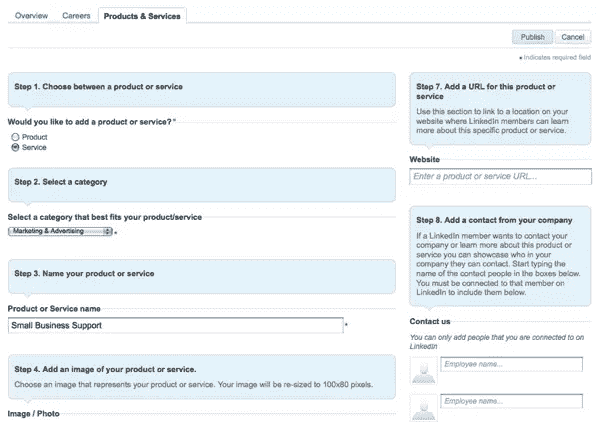 Overview Careers Products & Services
Publish Cancel
* Indicates required field
Step 1. Choose between a product or service
Would you like to add a product or service?*
Product
Service
Step 2. Select a category
Select a category that best fits your product/service
Marketing & Advertising *
Step 3. Name your product or service
Product or Service name
Small Business Support *
Step 4. Add an image of your product or service.
Choose an image that represents your product or service. Your image will be re-sized to 100x80 pixels.
Image / Photo
Step 7. Add a URL for this product or
service
Use this section to link to a location on your
website where LinkedIn members can learn
more about this specific product or service.
Website
Enter a product or service URL...
Step 8. Add a contact from your company
If a LinkedIn member wants to contact your
company or learn more about this product or
service you can showcase who in your
company they can contact. Start typing the
name of the contact people in the boxes below.
You must be connected to that member on
LinkedIn to include them below.
Contact us
You can only add people that you are connected to on
LinkedIn
Employee name...
Employee name...